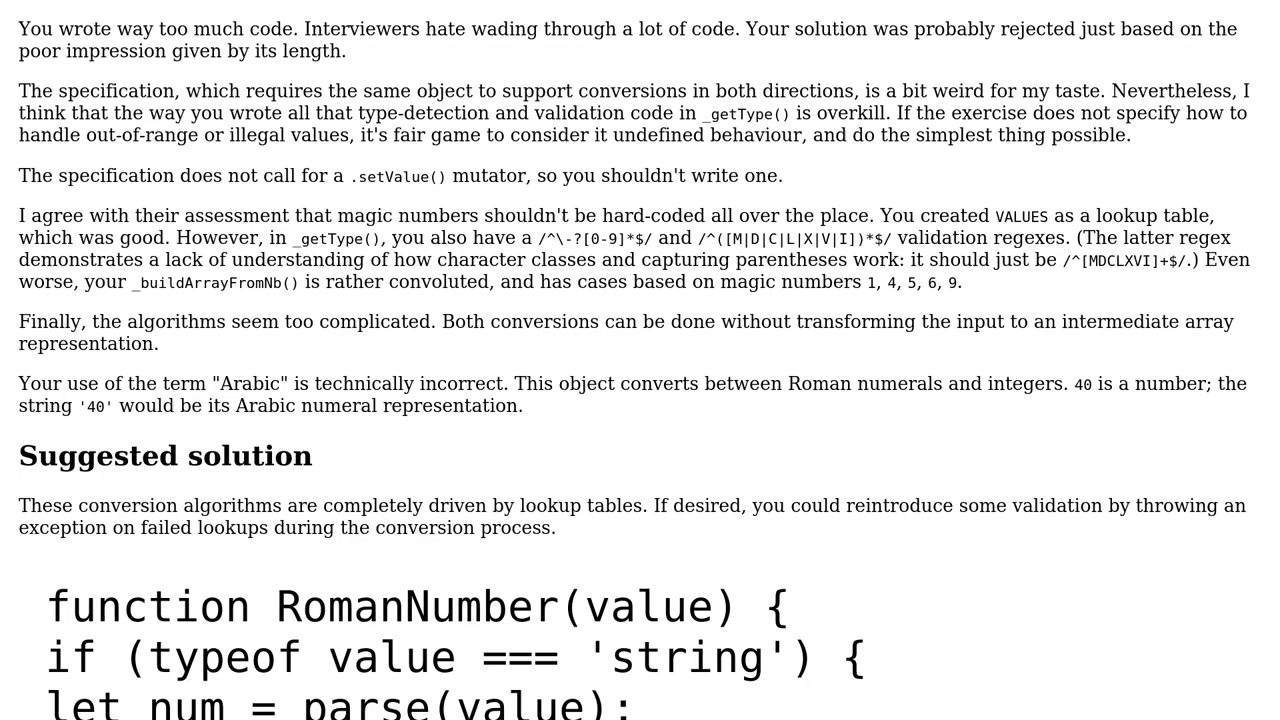 You wrote way too much code. Interviewers hate wading through a lot of code. Your solution was probably rejected just based on the
poor impression given by its length.
The specification, which requires the same object to support conversions in both directions, is a bit weird for my taste. Nevertheless, I
think that the way you wrote all that type-detection and validation code in _getType() is overkill. If the exercise does not specify how to
handle out-of-range or illegal values, it's fair game to consider it undefined behaviour, and do the simplest thing possible.
The specification does not call for a .setValue() mutator, so you shouldn't write one.
I agree with their assessment that magic numbers shouldn't be hard-coded all over the place. You created VALUES as a lookup table,
which was good. However, in _getType(), you also have a /^\-?[0-9]*$/ and /^([M|D|C|L|X|V|I])*$/ validation regexes. (The latter regex
demonstrates a lack of understanding of how character classes and capturing parentheses work: it should just be /^[MDCLXVI]+$/.) Even
worse, your _buildArrayFromNb() is rather convoluted, and has cases based on magic numbers 1, 4, 5, 6, 9.
Finally, the algorithms seem too complicated. Both conversions can be done without transforming the input to an intermediate array
representation.
Your use of the term "Arabic" is technically incorrect. This object converts between Roman numerals and integers. 40 is a number; the
string '40' would be its Arabic numeral representation.
Suggested solution
These conversion algorithms are completely driven by lookup tables. If desired, you could reintroduce some validation by throwing an
exception on failed lookups during the conversion process.
function RomanNumber(value) {
if (typeof value === 'string') {
let num = parse(value);